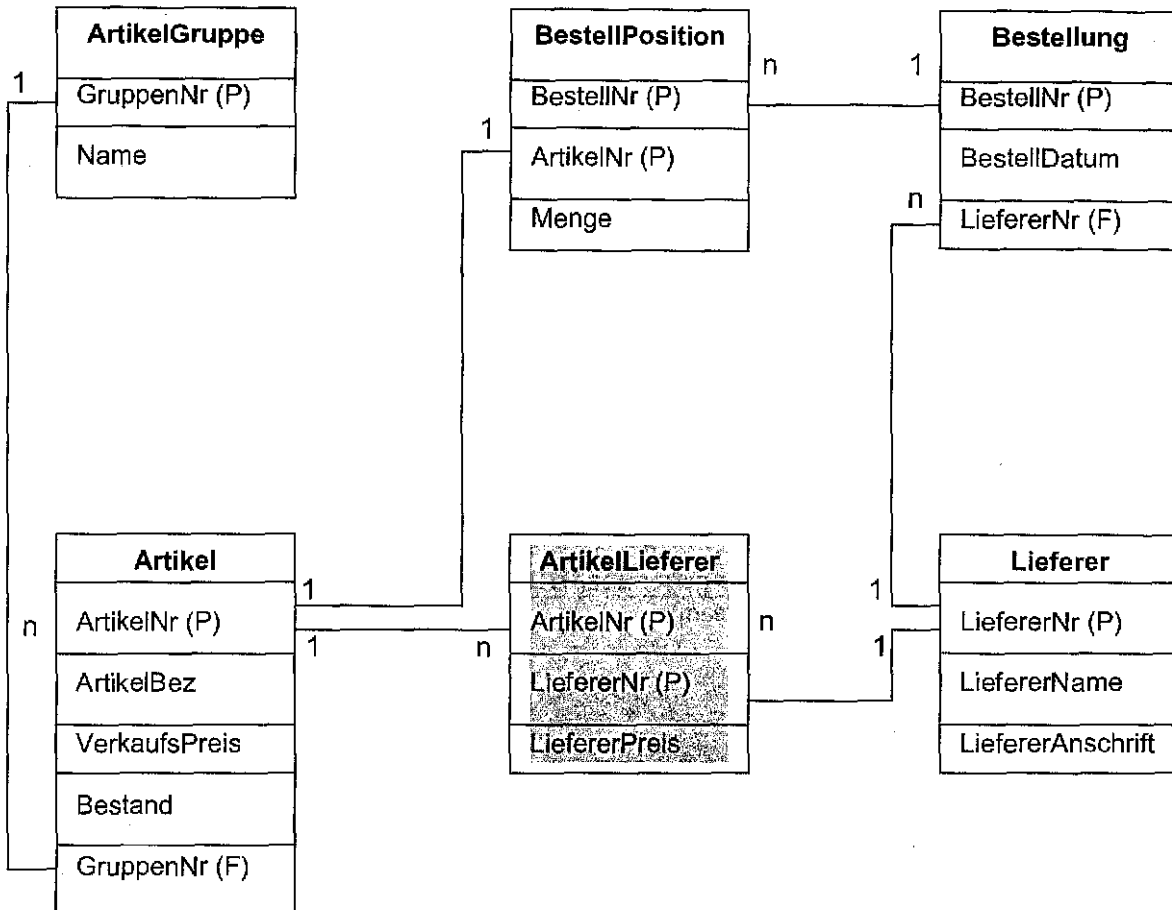 ArtikelGruppe
1
GruppenNr (P)
Name
BestellPosition
n
1
BestellNr (P)
1
ArtikelNr (P)
Menge
Bestellung
BestellNr (P)
BestellDatum
n
LiefererNr (F)
Artikel
1
n
ArtikelNr (P)
1
ArtikelBez
VerkaufsPreis
Bestand
GruppenNr (F)
ArtikelLieferer
ArtikelNr (P)
n
n
LiefererNr (P)
LiefererPreis
Lieferer
1
LiefererNr (P)
1
LiefererName
LiefererAnschrift